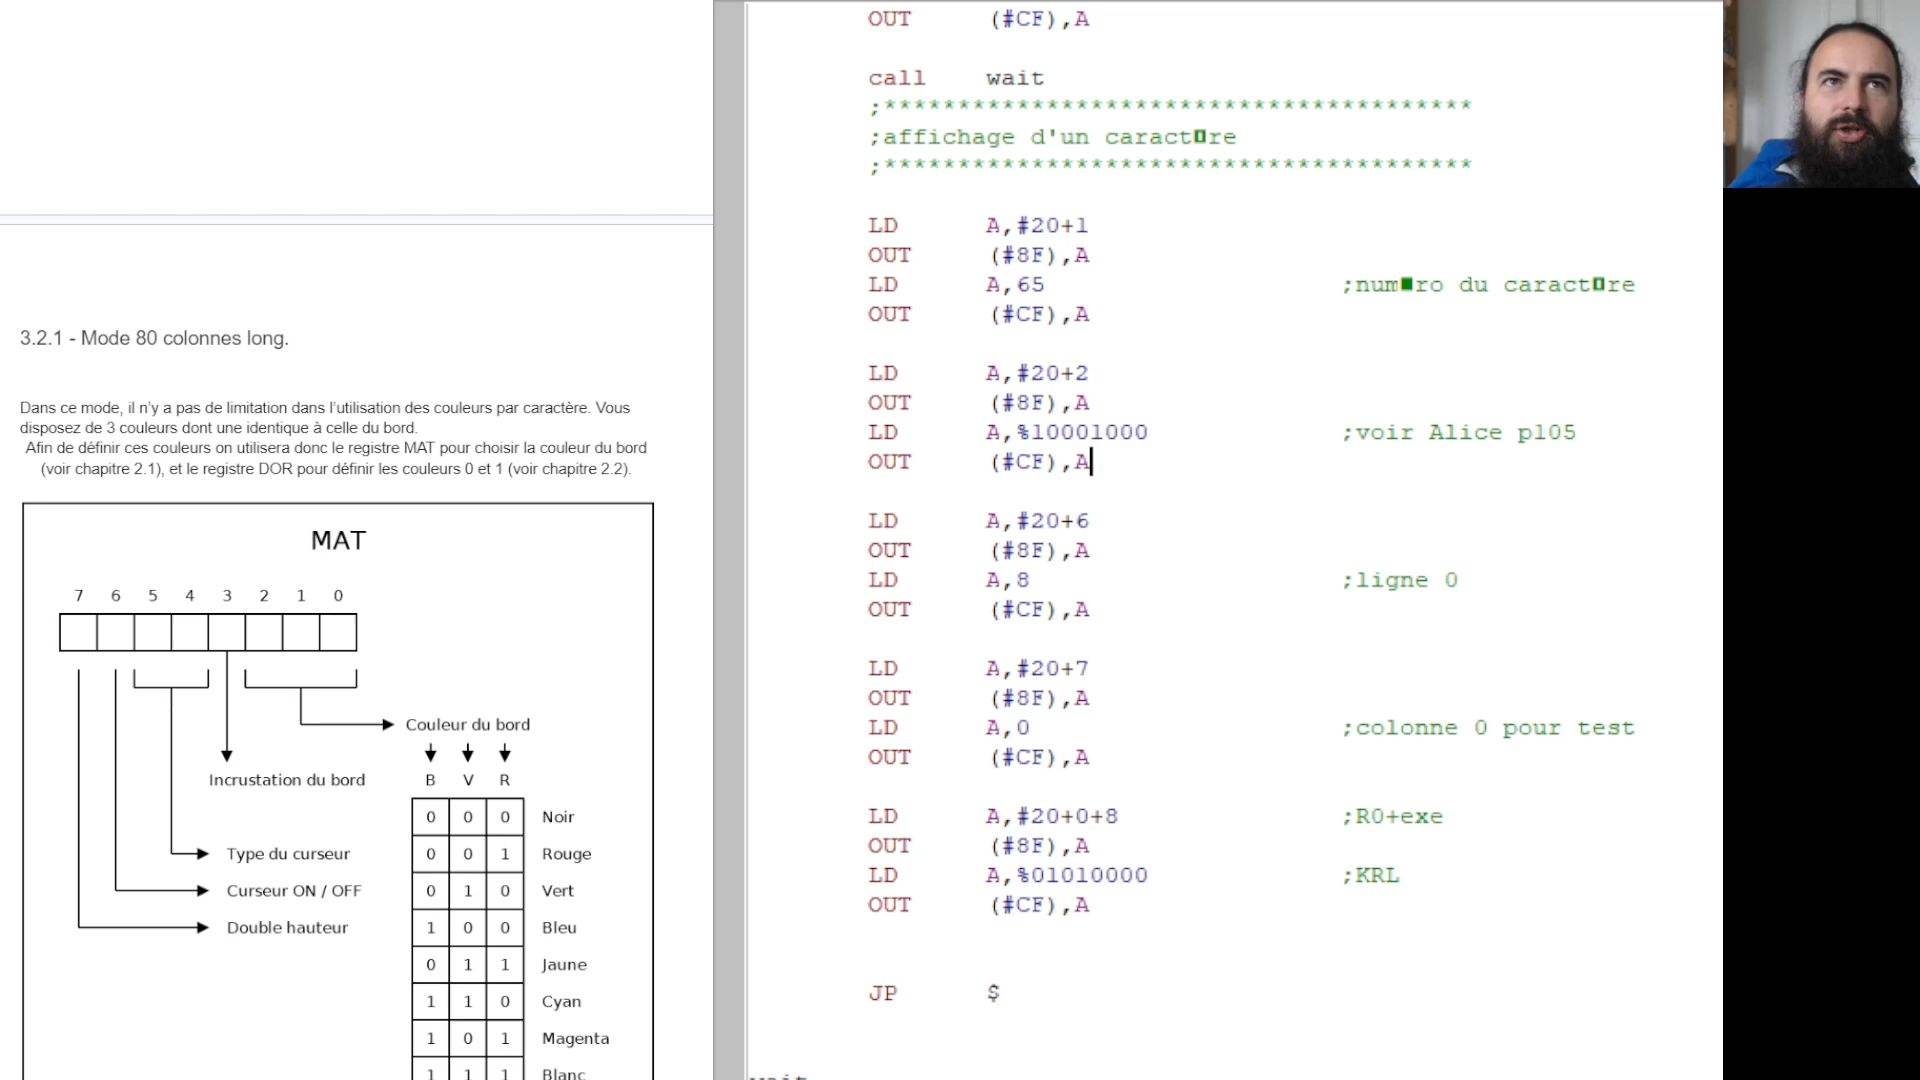 3.2.1 - Mode 80 colonnes long.
Dans ce mode, il n'y a pas de limitation dans l'utilisation des couleurs par caractère. Vous
disposez de 3 couleurs dont une identique à celle du bord.
Afin de définir ces couleurs on utilisera donc le registre MAT pour choisir la couleur du bord
(voir chapitre 2.1), et le registre DOR pour définir les couleurs 0 et 1 (voir chapitre 2.2).
MAT
7 6 5 4 3 2 1 0
Couleur du bord
Incrustation du bord
B V R
0 0 0 Noir
Type du curseur
0 0 1 Rouge
Curseur ON / OFF
0 1 0 Vert
Double hauteur
1 0 0 Bleu
0 1 1 Jaune
1 1 0 Cyan
1 0 1 Magenta
1 1 1 Blanc
OUT (#CF),A
call wait
;****************************************
;affichage d'un caract▯re
;****************************************
LD A,#20+1
OUT (#8F),A
LD A,65 ;num■ro du caract▯re
OUT (#CF),A
LD A,#20+2
OUT (#8F),A
LD A,%10001000 ;voir Alice p105
OUT (#CF),A
LD A,#20+6
OUT (#8F),A
LD A,8 ;ligne 0
OUT (#CF),A
LD A,#20+7
OUT (#8F),A
LD A,0 ;colonne 0 pour test
OUT (#CF),A
LD A,#20+0+8 ;R0+exe
OUT (#8F),A
LD A,%01010000 ;KRL
OUT (#CF),A
JP $